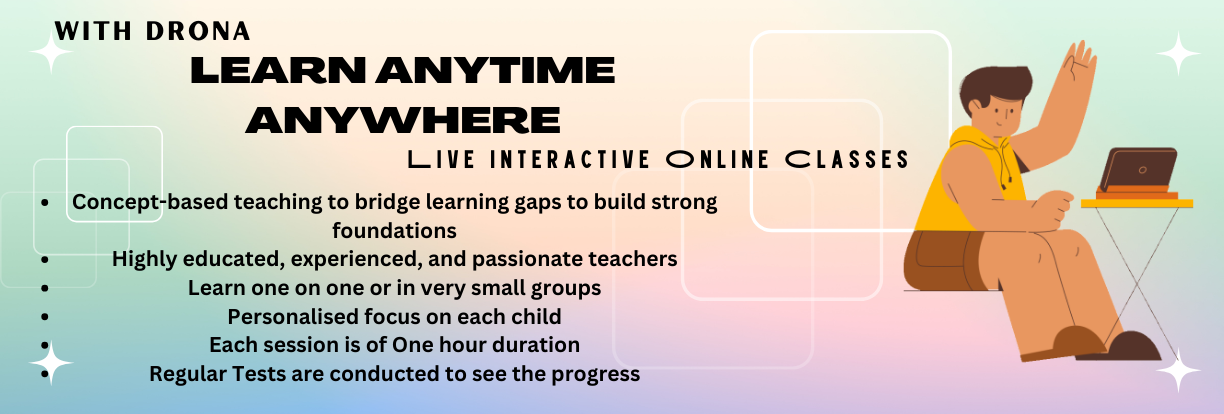 WITH DRONA
LEARN ANYTIME
ANYWHERE
LIVE INTERACTIVE ONLINE CLASSES
• Concept-based teaching to bridge learning gaps to build strong
foundations
• Highly educated, experienced, and passionate teachers
• Learn one on one or in very small groups
• Personalised focus on each child
• Each session is of One hour duration
• Regular Tests are conducted to see the progress